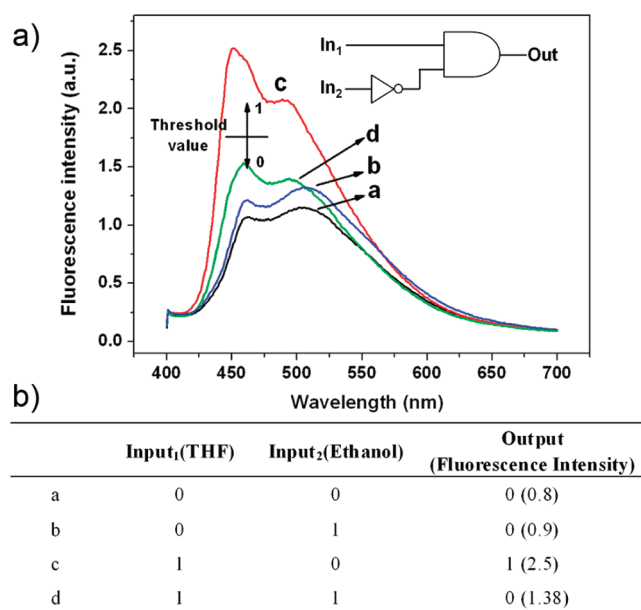 a)
Fluorescence intensity (a.u.)
2.5
2.0
1.5
1.0
0.5
0.0
In₁
In₂
Out
c
1
Threshold
value
0
d
b
a
400 450 500 550 600 650 700
Wavelength (nm)
b)
Input₁(THF) Input₂(Ethanol) Output
(Fluorescence Intensity)
a 0 0 0 (0.8)
b 0 1 0 (0.9)
c 1 0 1 (2.5)
d 1 1 0 (1.38)